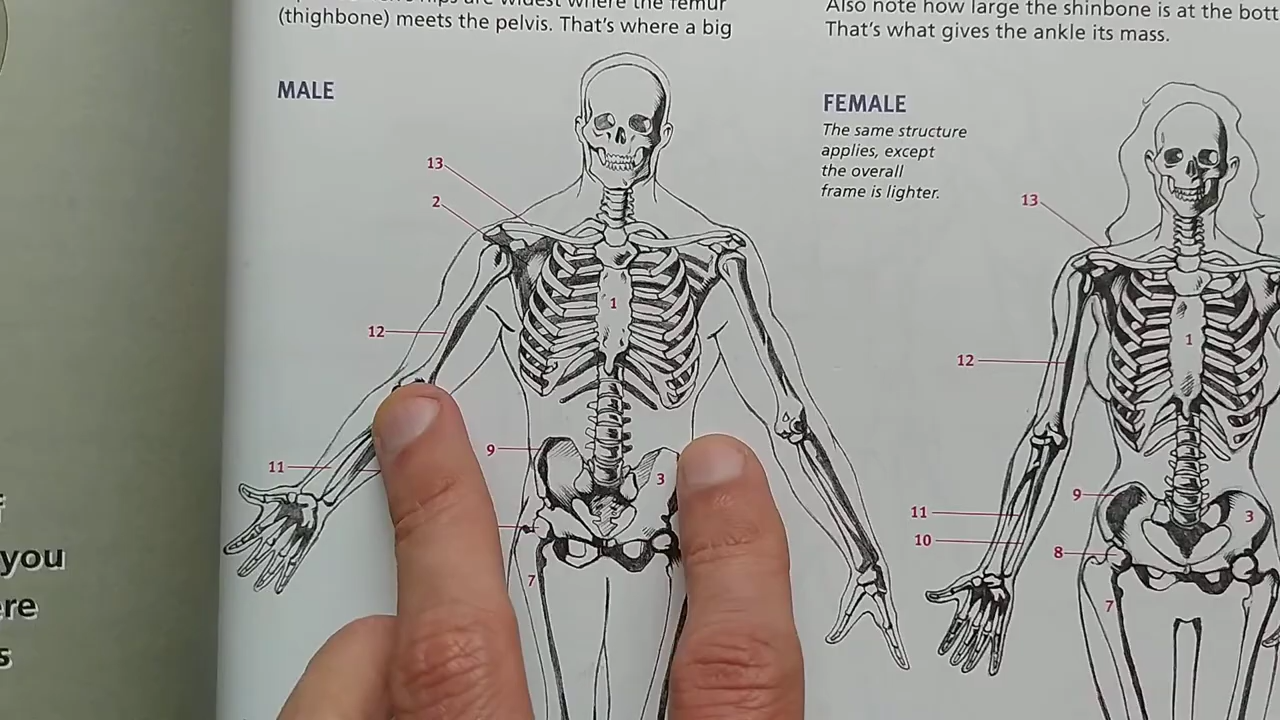 (thighbone) meets the pelvis. That's where a big
Also note how large the shinbone is at the
That's what gives the ankle its mass.
MALE
FEMALE
The same structure
applies, except
the overall
frame is lighter.
13
2
1
12
11
9
3
7
13
1
12
9
3
11
10
8
7
you